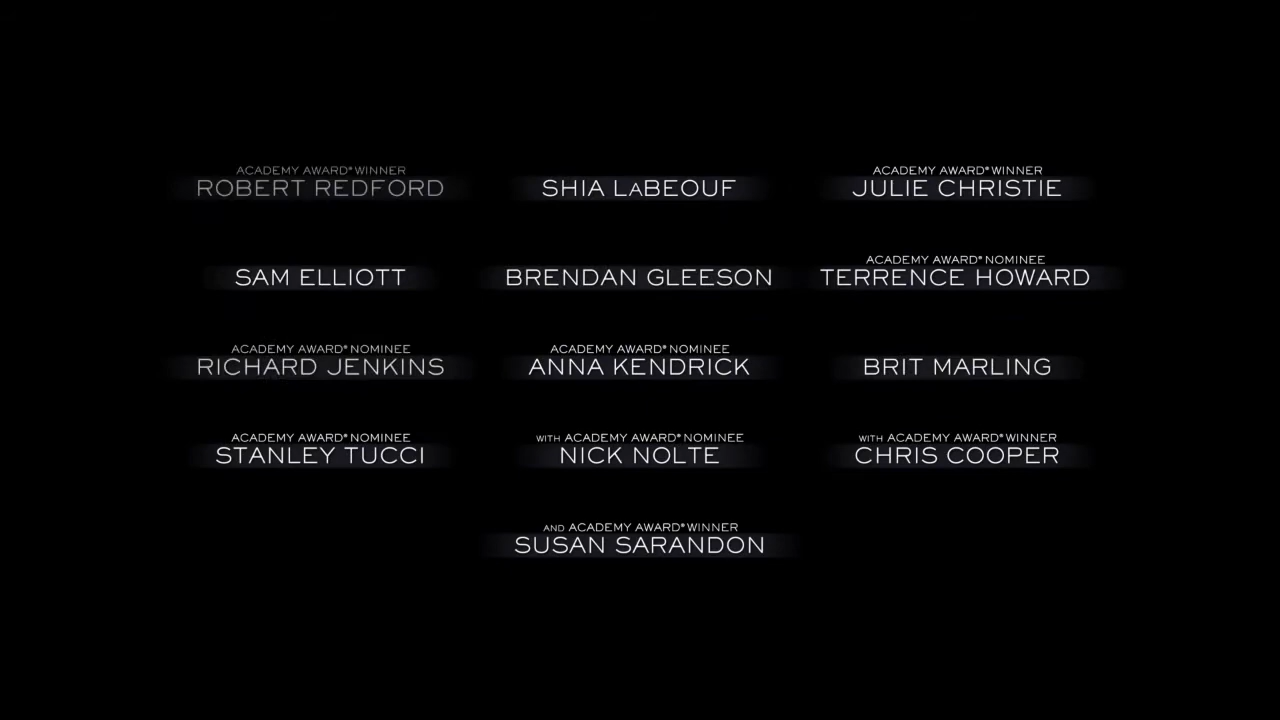 ACADEMY AWARD® WINNER
ROBERT REDFORD
SHIA LaBEOUF
ACADEMY AWARD® WINNER
JULIE CHRISTIE
SAM ELLIOTT
BRENDAN GLEESON
ACADEMY AWARD® NOMINEE
TERRENCE HOWARD
ACADEMY AWARD® NOMINEE
RICHARD JENKINS
ACADEMY AWARD® NOMINEE
ANNA KENDRICK
BRIT MARLING
ACADEMY AWARD® NOMINEE
STANLEY TUCCI
WITH ACADEMY AWARD® NOMINEE
NICK NOLTE
WITH ACADEMY AWARD® WINNER
CHRIS COOPER
AND ACADEMY AWARD® WINNER
SUSAN SARANDON